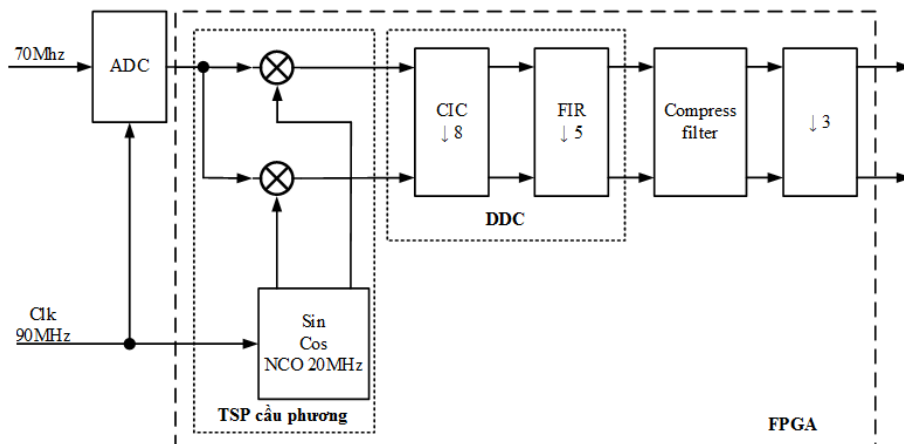 70Mhz
ADC
CIC
↓ 8
FIR
↓ 5
Compress
filter
↓ 3
DDC
Clk
90MHz
Sin
Cos
NCO 20MHz
TSP cầu phương
FPGA